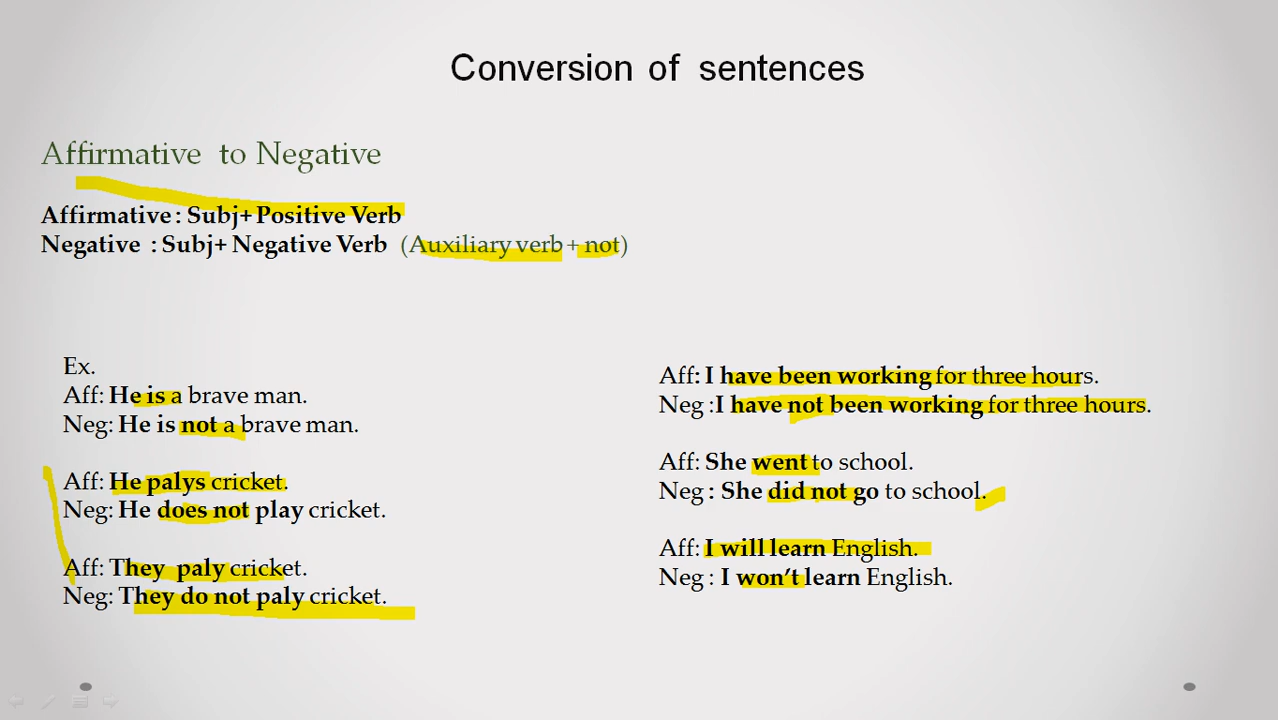 Conversion of sentences
Affirmative to Negative
Affirmative : Subj+ Positive Verb
Negative : Subj+ Negative Verb (Auxiliary verb + not)
Ex.
Aff: He is a brave man.
Neg: He is not a brave man.
Aff: He palys cricket.
Neg: He does not play cricket.
Aff: They paly cricket.
Neg: They do not paly cricket.
Aff: I have been working for three hours.
Neg :I have not been working for three hours.
Aff: She went to school.
Neg : She did not go to school.
Aff: I will learn English.
Neg : I won't learn English.